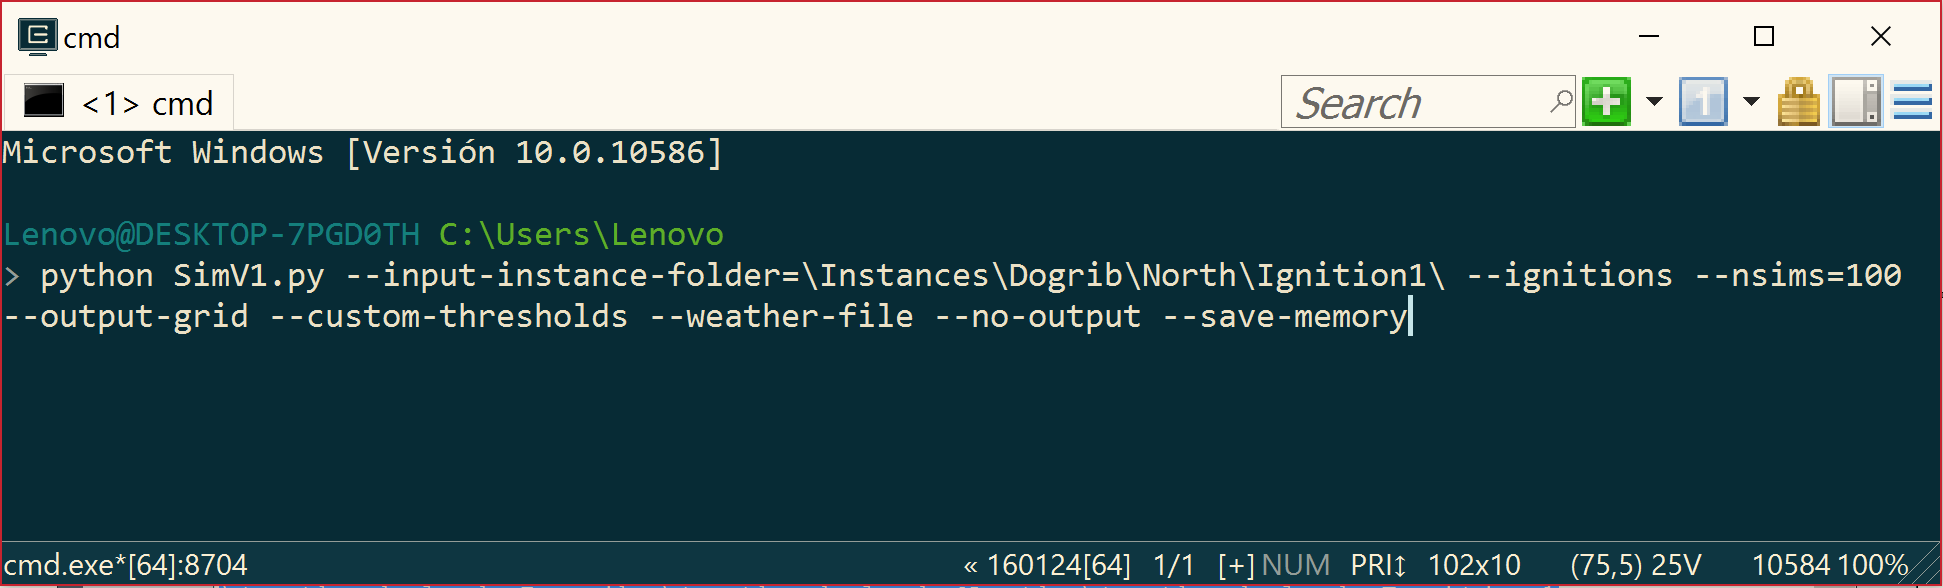 cmd
<1> cmd
Search
1
Microsoft Windows [Versión 10.0.10586]
Lenovo@DESKTOP-7PGD0TH C:\Users\Lenovo
> python SimV1.py --input-instance-folder=\Instances\Dogrib\North\Ignition1\ --ignitions --nsims=100
--output-grid --custom-thresholds --weather-file --no-output --save-memory
cmd.exe*[64]:8704 « 160124[64] 1/1 [+] NUM PRI↕ 102x10 (75,5) 25V 10584 100%